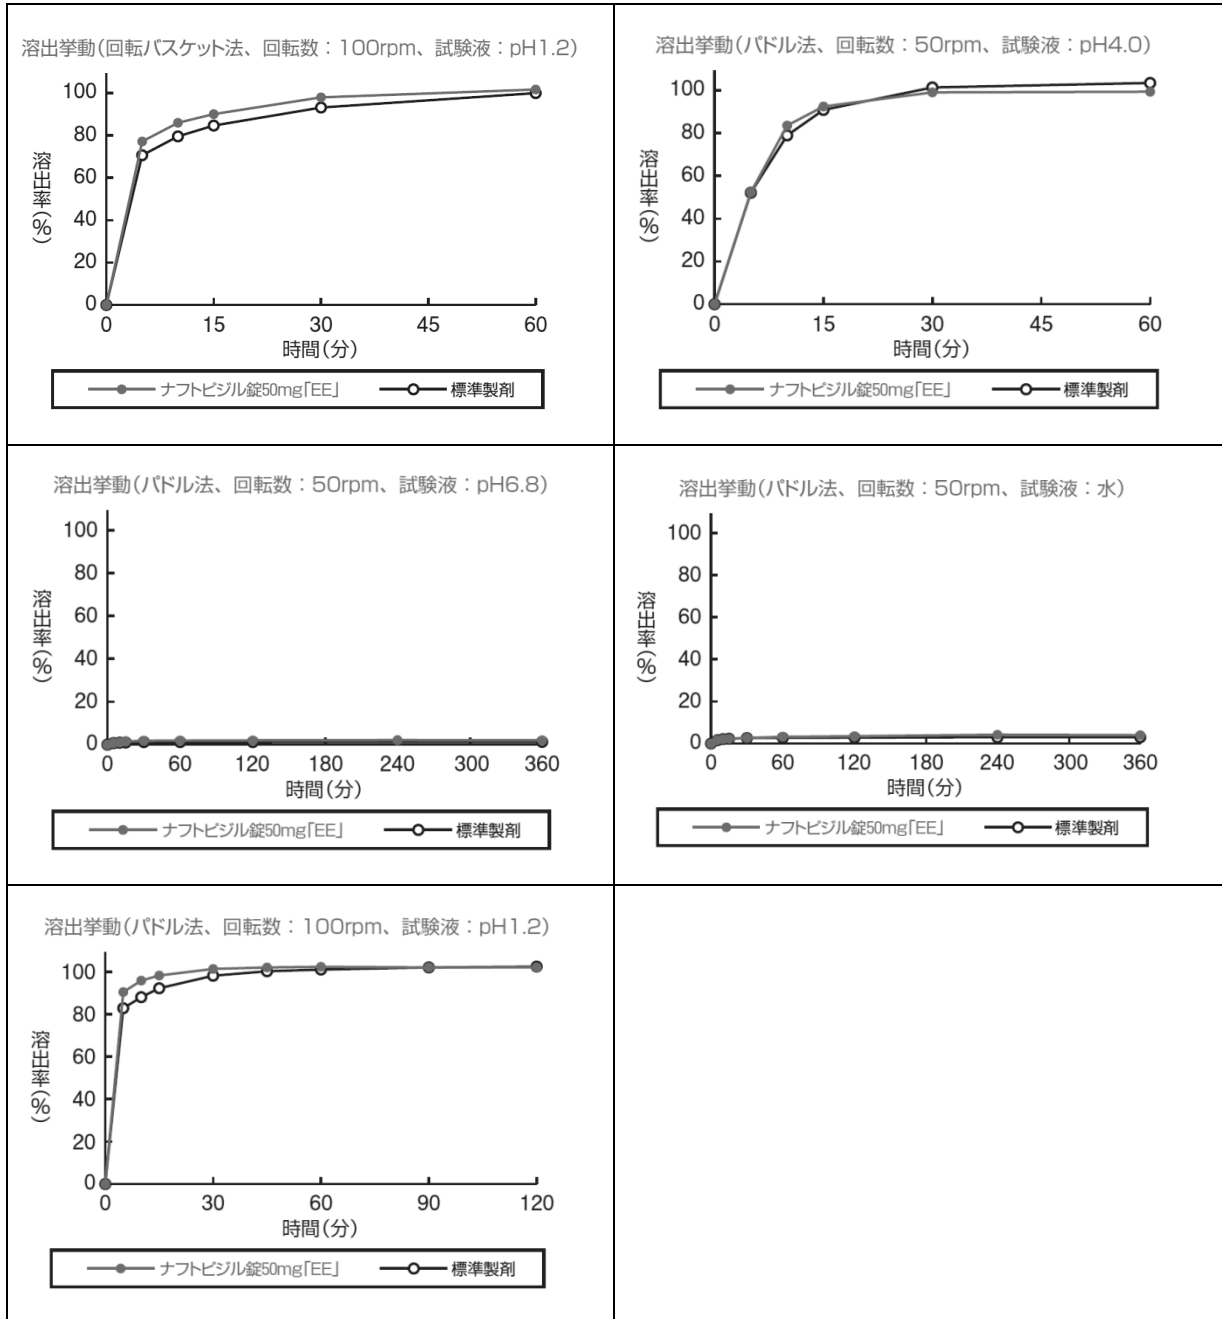 溶出挙動(回転バスケット法、回転数:100rpm、試験液:pH1.2)
溶出率(%)
100
80
60
40
20
0
0 15 30 45 60
時間(分)
ナフトピジル錠50mg「EE」 標準製剤
溶出挙動(パドル法、回転数:50rpm、試験液:pH4.0)
溶出率(%)
100
80
60
40
20
0
0 15 30 45 60
時間(分)
ナフトピジル錠50mg「EE」 標準製剤
溶出挙動(パドル法、回転数:50rpm、試験液:pH6.8)
溶出率(%)
100
80
60
40
20
0
0 60 120 180 240 300 360
時間(分)
ナフトピジル錠50mg「EE」 標準製剤
溶出挙動(パドル法、回転数:50rpm、試験液:水)
溶出率(%)
100
80
60
40
20
0
0 60 120 180 240 300 360
時間(分)
ナフトピジル錠50mg「EE」 標準製剤
溶出挙動(パドル法、回転数:100rpm、試験液:pH1.2)
溶出率(%)
100
80
60
40
20
0
0 30 60 90 120
時間(分)
ナフトピジル錠50mg「EE」 標準製剤